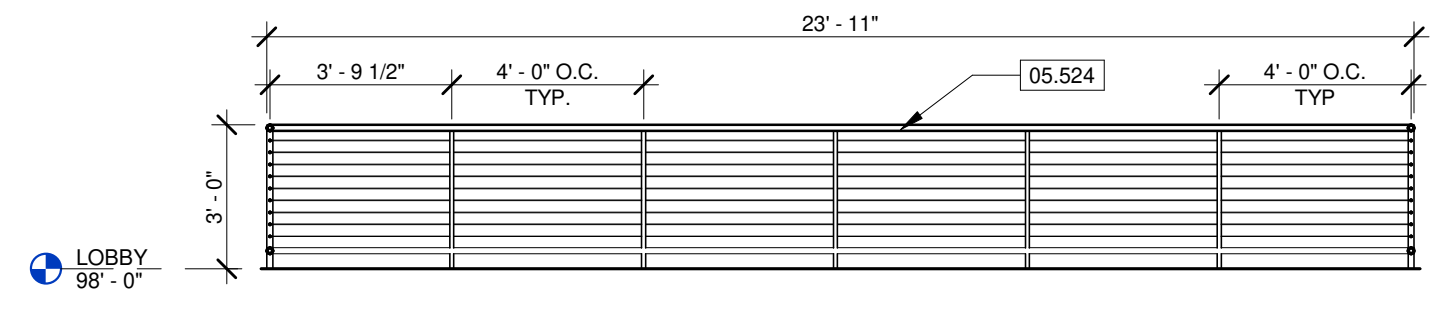 23' - 11"
3' - 9 1/2"
4' - 0" O.C.
TYP.
05.524
4' - 0" O.C.
TYP
3' - 0"
LOBBY
98' - 0"